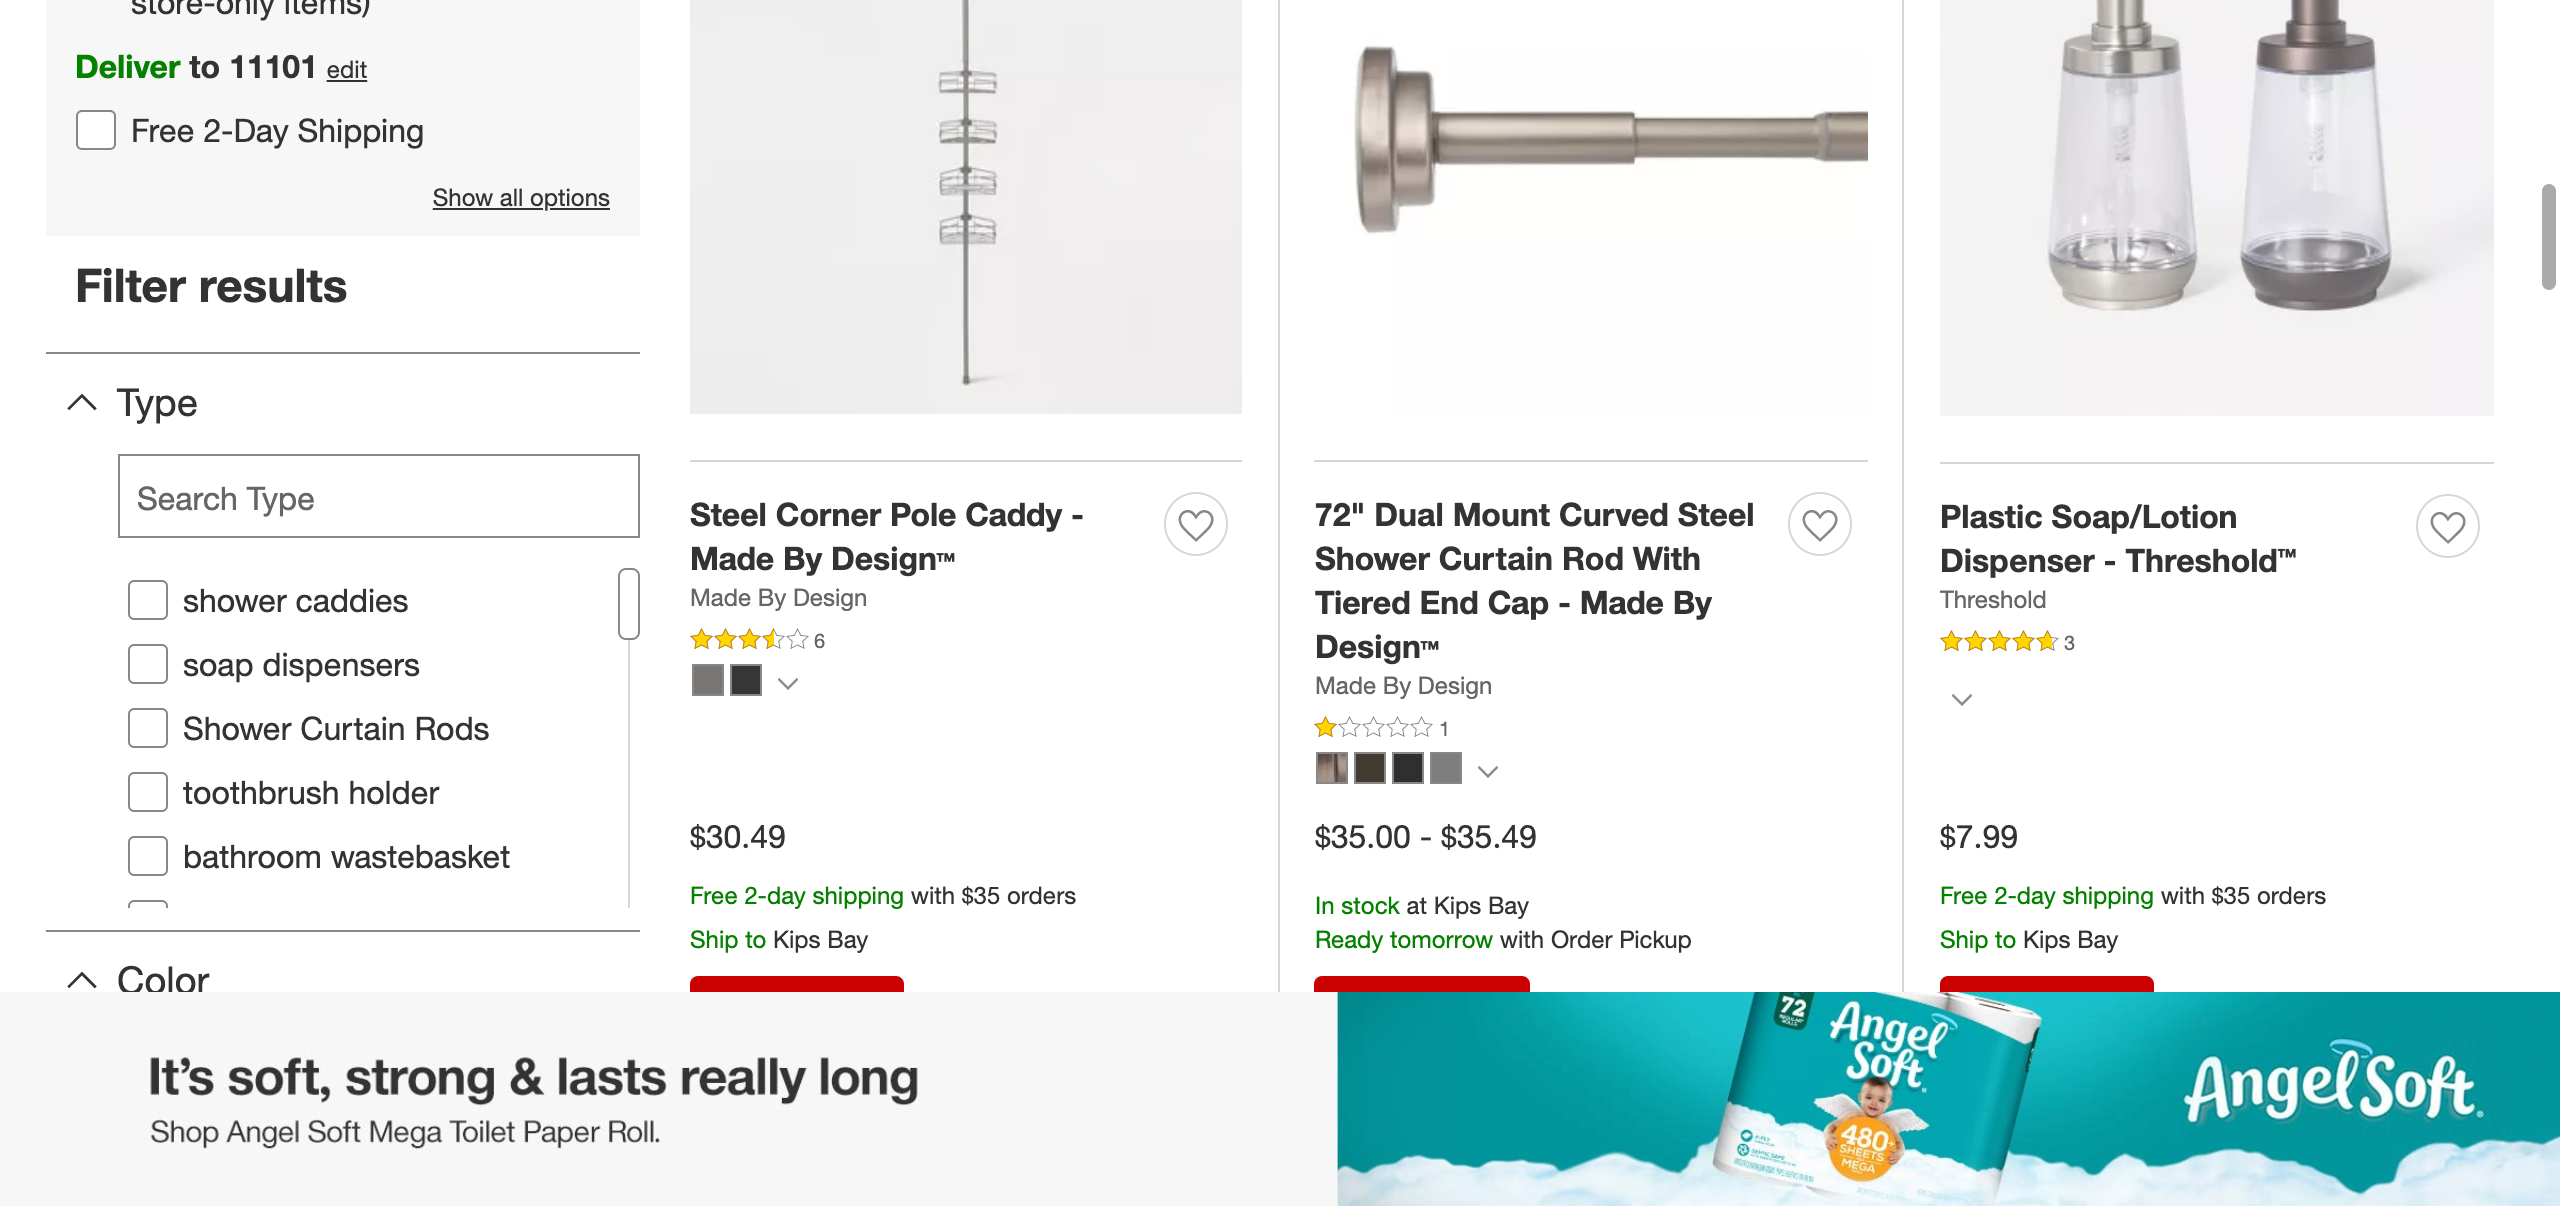 store-only items)
Deliver to 11101 edit
Free 2-Day Shipping
Show all options
Filter results
Type
Search Type
shower caddies
soap dispensers
Shower Curtain Rods
toothbrush holder
bathroom wastebasket
Color
Steel Corner Pole Caddy -
Made By Design™
Made By Design
6
$30.49
Free 2-day shipping with $35 orders
Ship to Kips Bay
72" Dual Mount Curved Steel
Shower Curtain Rod With
Tiered End Cap - Made By
Design™
Made By Design
1
$35.00 - $35.49
In stock at Kips Bay
Ready tomorrow with Order Pickup
Plastic Soap/Lotion
Dispenser - Threshold™
Threshold
3
$7.99
Free 2-day shipping with $35 orders
Ship to Kips Bay
It's soft, strong & lasts really long
Shop Angel Soft Mega Toilet Paper Roll.
72
Angel
Soft.
480+
SHEETS
MEGA
Angel Soft.